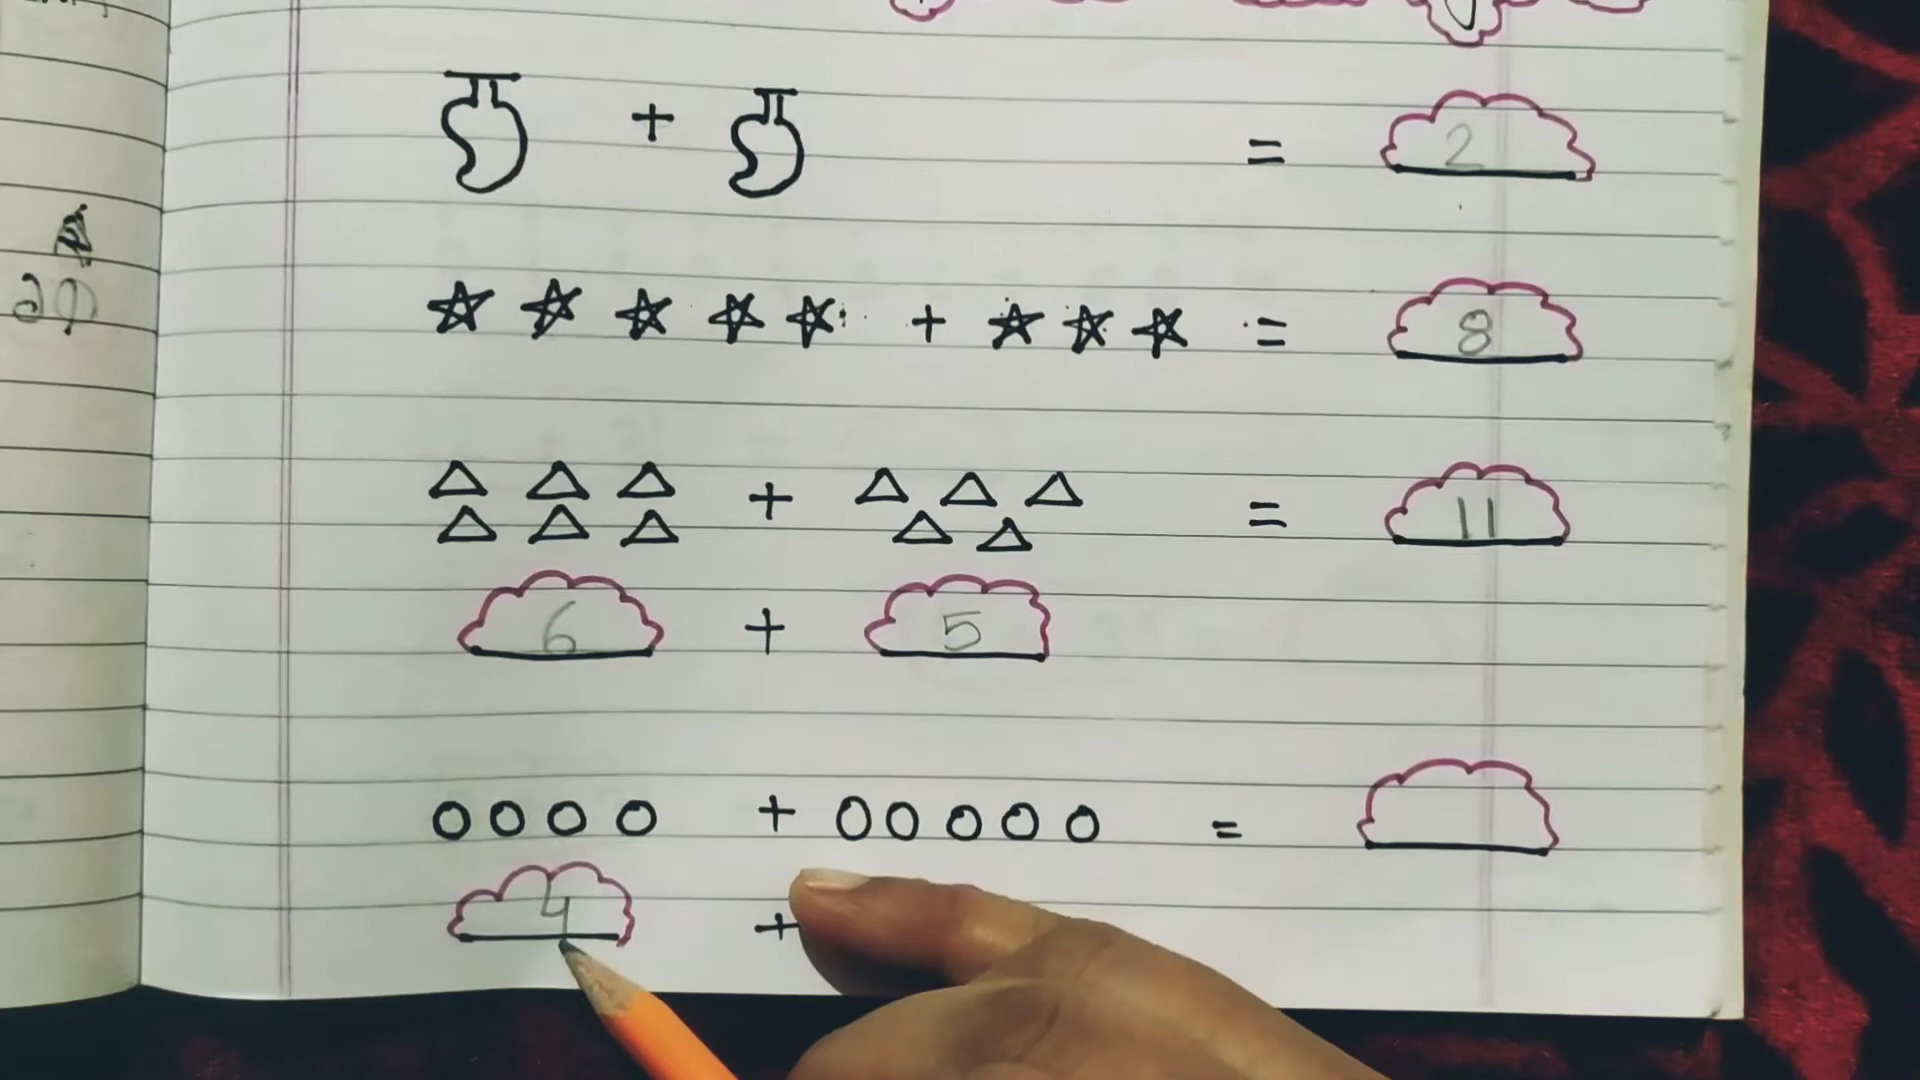 + = 2
+ = 8
+ = 11
6 + 5
+ =
4 +